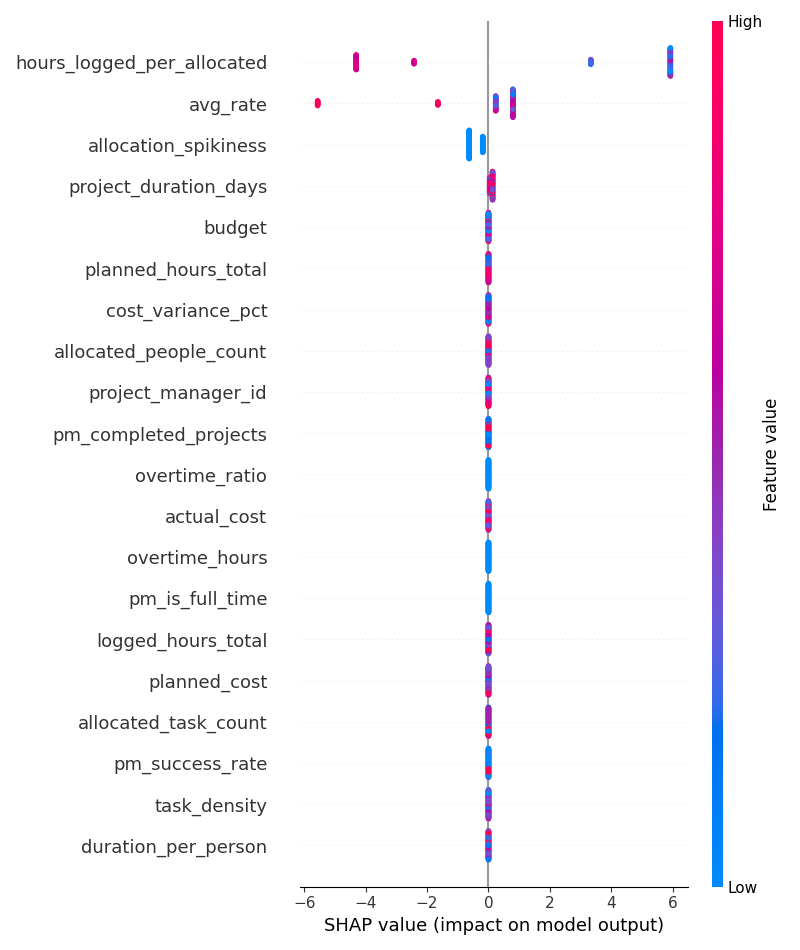 High
hours_logged_per_allocated
avg_rate
allocation_spikiness
project_duration_days
budget
planned_hours_total
cost_variance_pct
allocated_people_count
project_manager_id
pm_completed_projects
overtime_ratio
actual_cost
overtime_hours
pm_is_full_time
logged_hours_total
planned_cost
allocated_task_count
pm_success_rate
task_density
duration_per_person
Feature value
Low
−6 −4 −2 0 2 4 6
SHAP value (impact on model output)